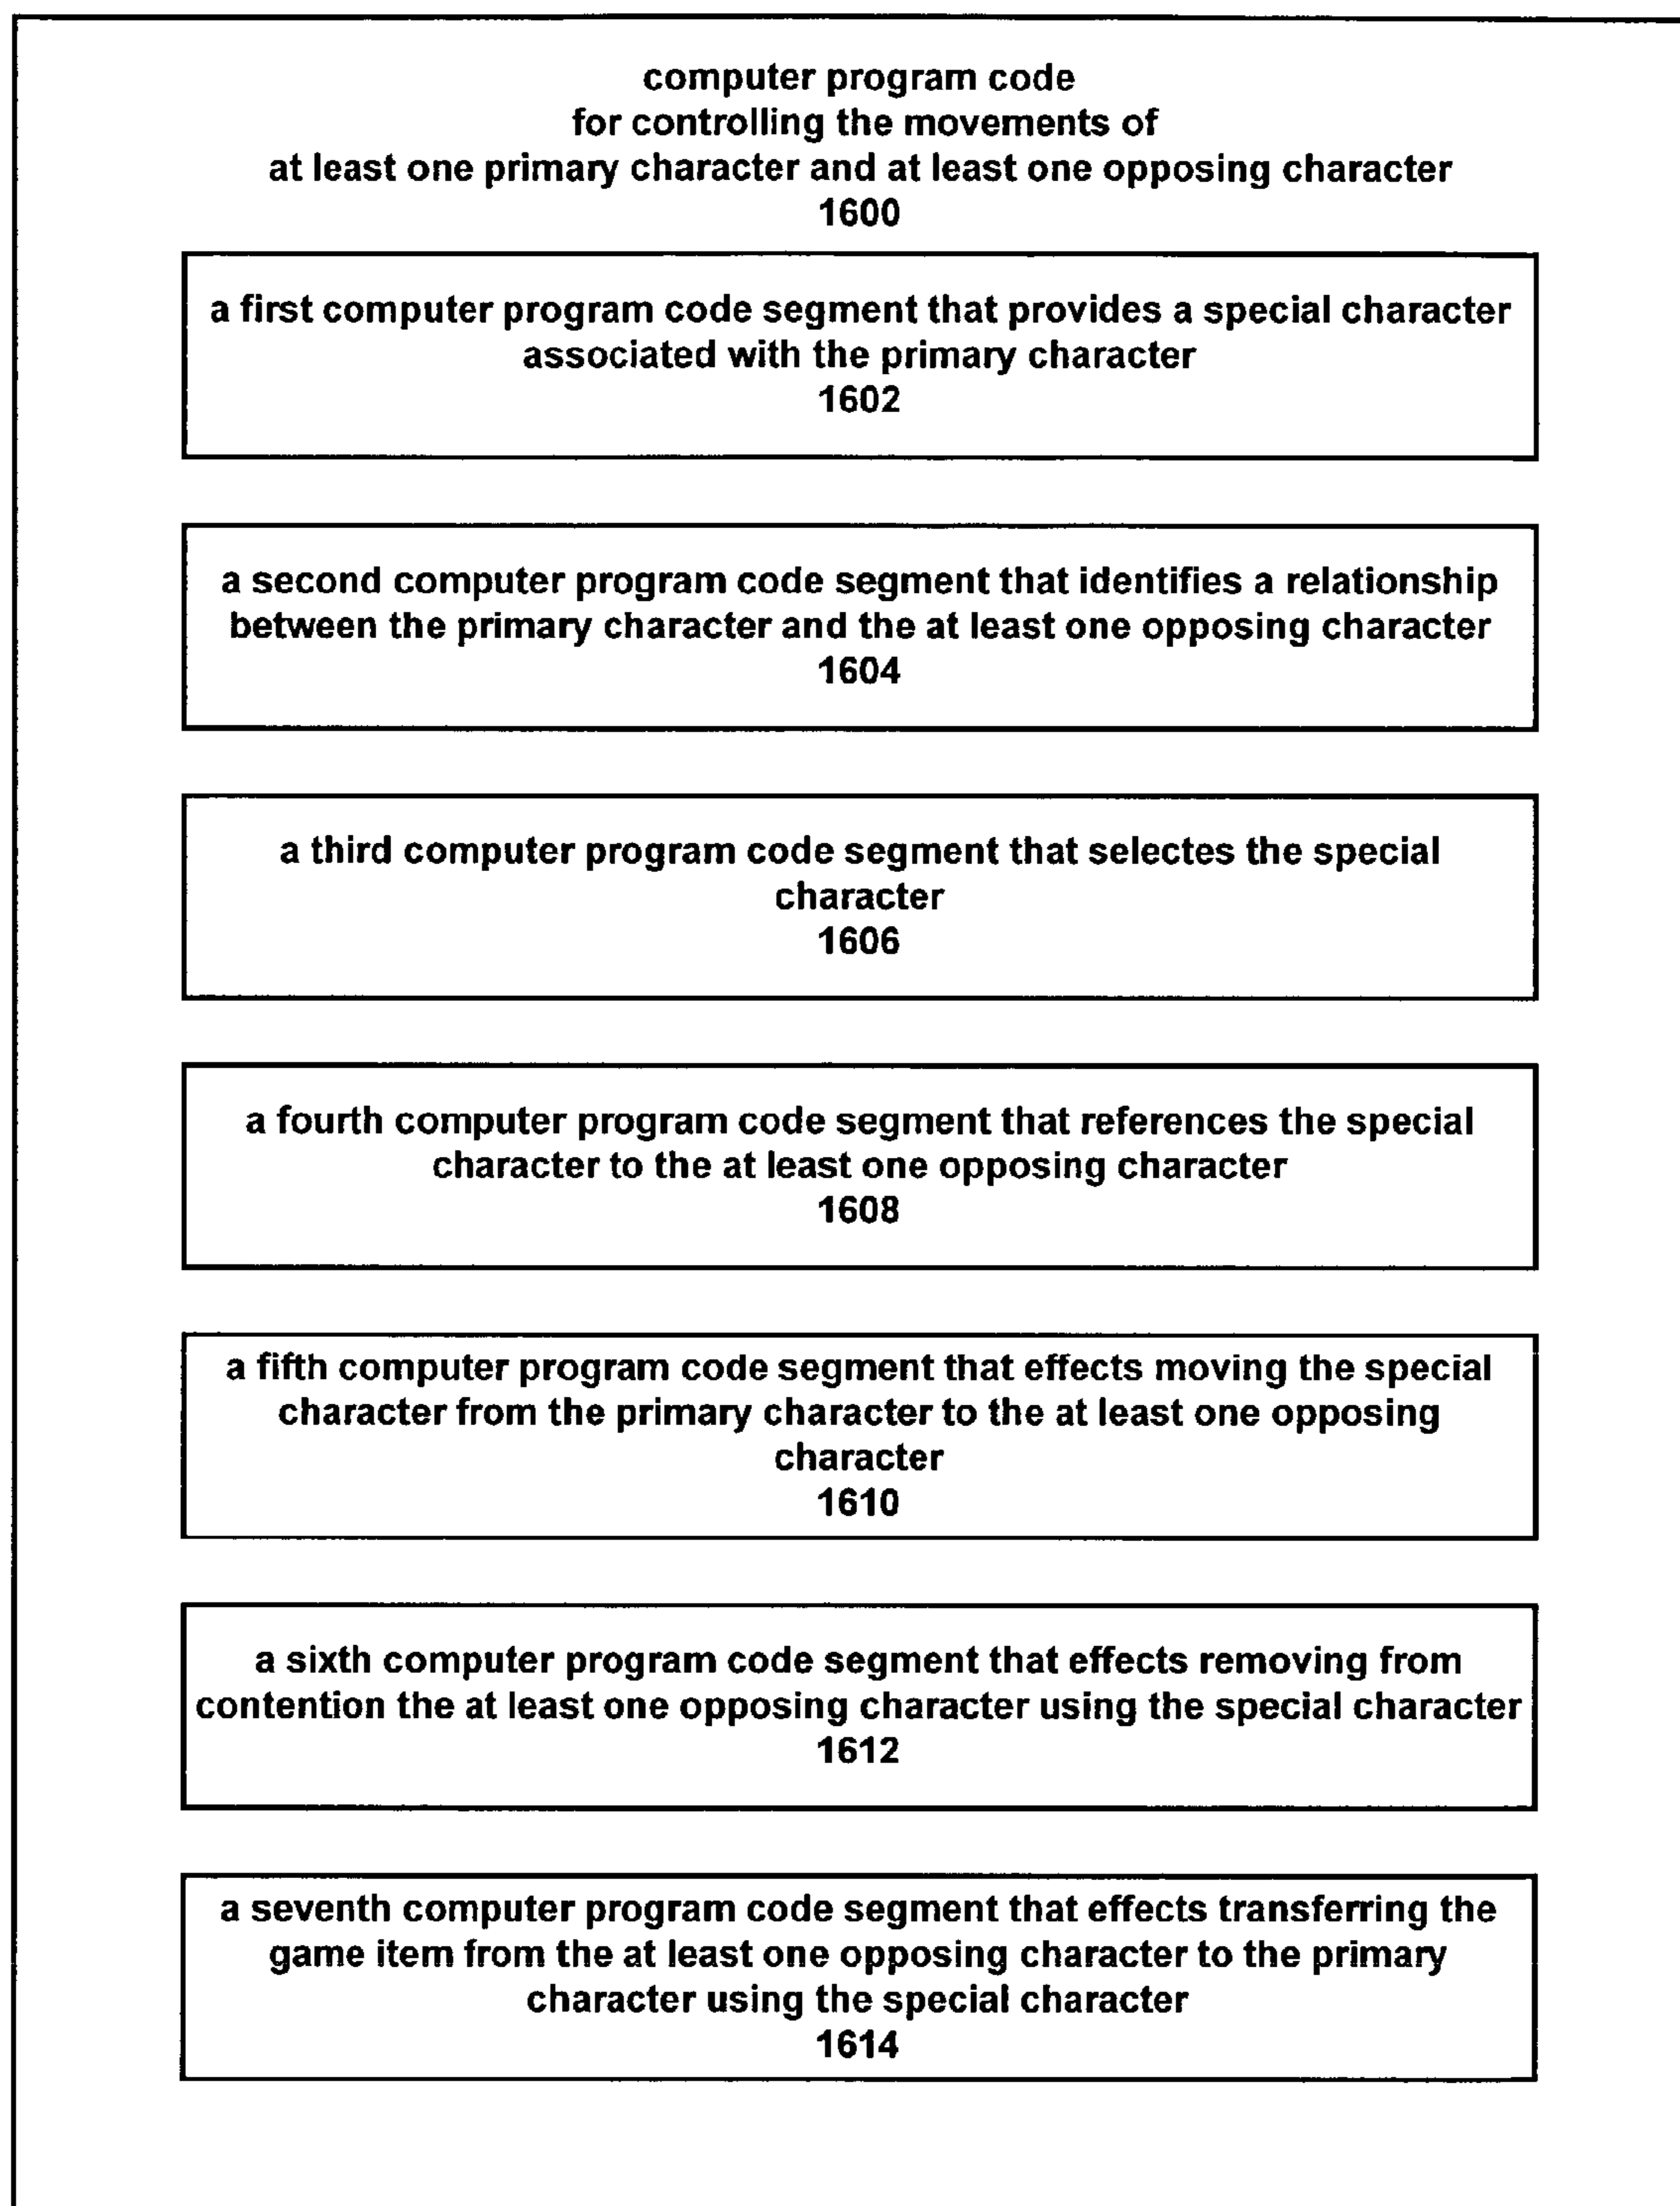 computer program code
for controlling the movements of
at least one primary character and at least one opposing character
1600
a first computer program code segment that provides a special character
associated with the primary character
1602
a second computer program code segment that identifies a relationship
between the primary character and the at least one opposing character
1604
a third computer program code segment that selectes the special
character
1606
a fourth computer program code segment that references the special
character to the at least one opposing character
1608
a fifth computer program code segment that effects moving the special
character from the primary character to the at least one opposing
character
1610
a sixth computer program code segment that effects removing from
contention the at least one opposing character using the special character
1612
a seventh computer program code segment that effects transferring the
game item from the at least one opposing character to the primary
character using the special character
1614